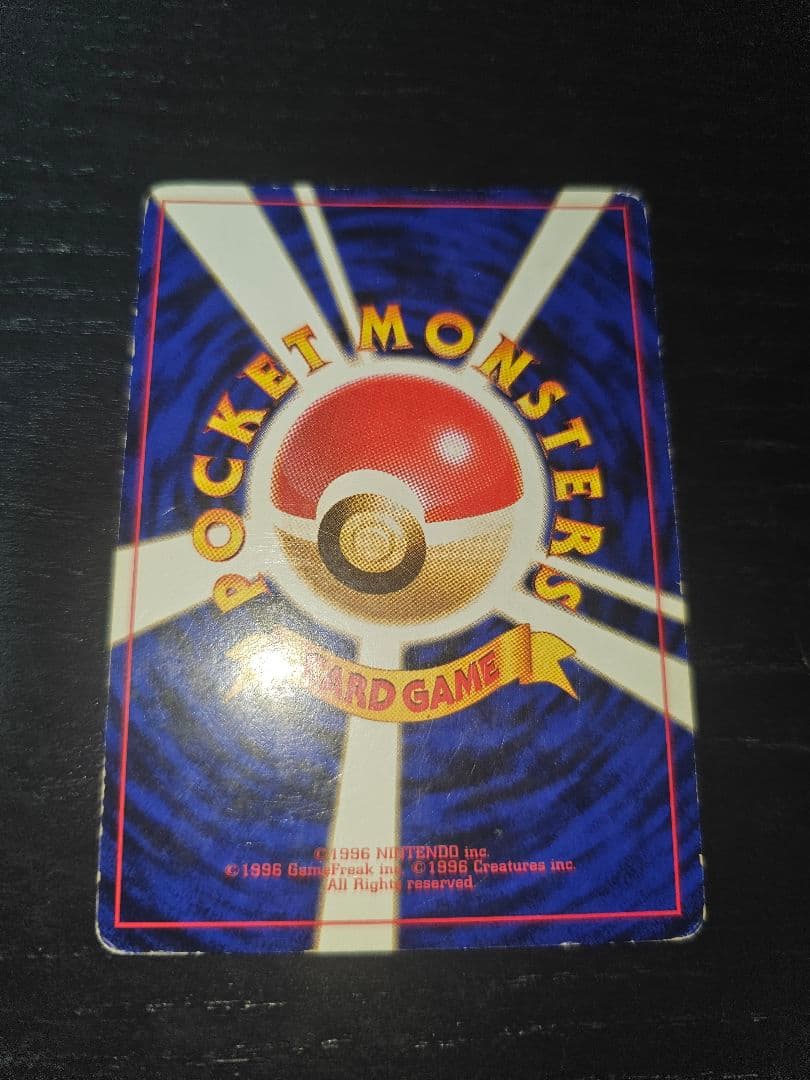 POCKET MONSTERS
CARD GAME
©1996 NINTENDO inc.
©1996 GameFreak inc. ©1996 Creatures inc.
All Rights reserved.